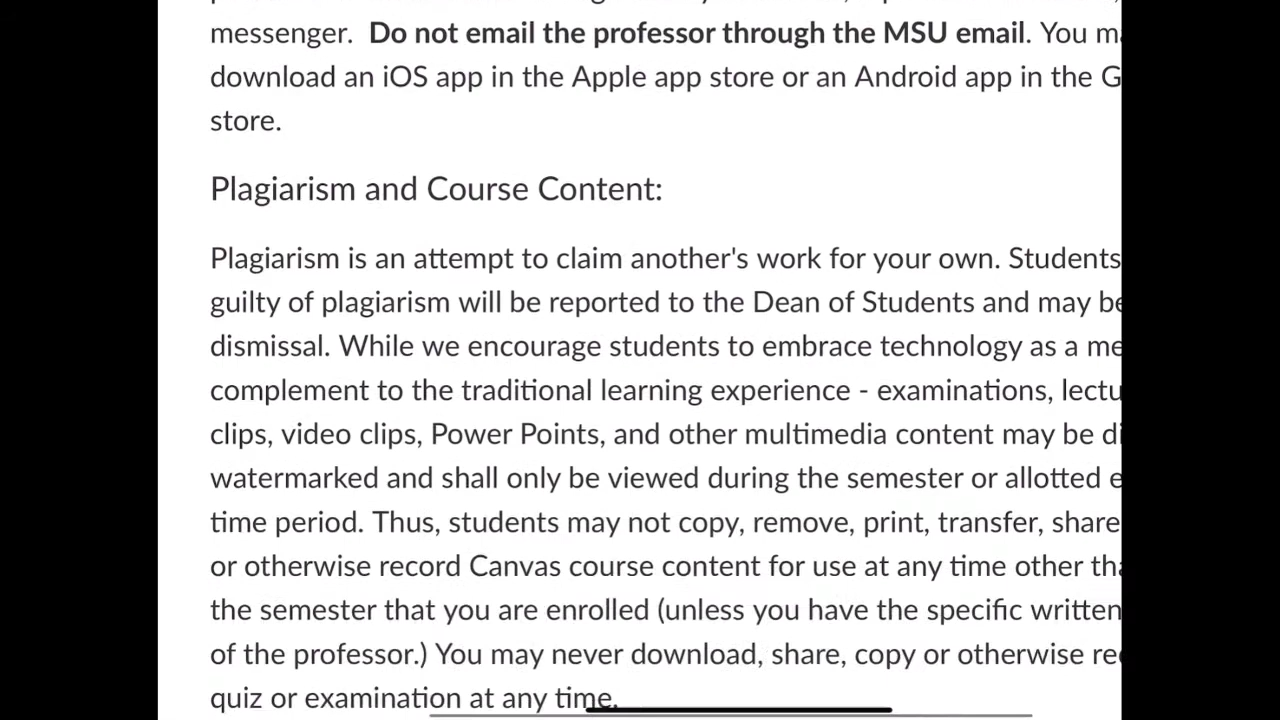 messenger.  Do not email the professor through the MSU email. You
download an iOS app in the Apple app store or an Android app in the
store.
Plagiarism and Course Content:
Plagiarism is an attempt to claim another's work for your own. Students
guilty of plagiarism will be reported to the Dean of Students and may be
dismissal. While we encourage students to embrace technology as a
complement to the traditional learning experience - examinations,
clips, video clips, Power Points, and other multimedia content may be
watermarked and shall only be viewed during the semester or allotted
time period. Thus, students may not copy, remove, print, transfer, share
or otherwise record Canvas course content for use at any time other
the semester that you are enrolled (unless you have the specific written
of the professor.) You may never download, share, copy or otherwise
quiz or examination at any time.